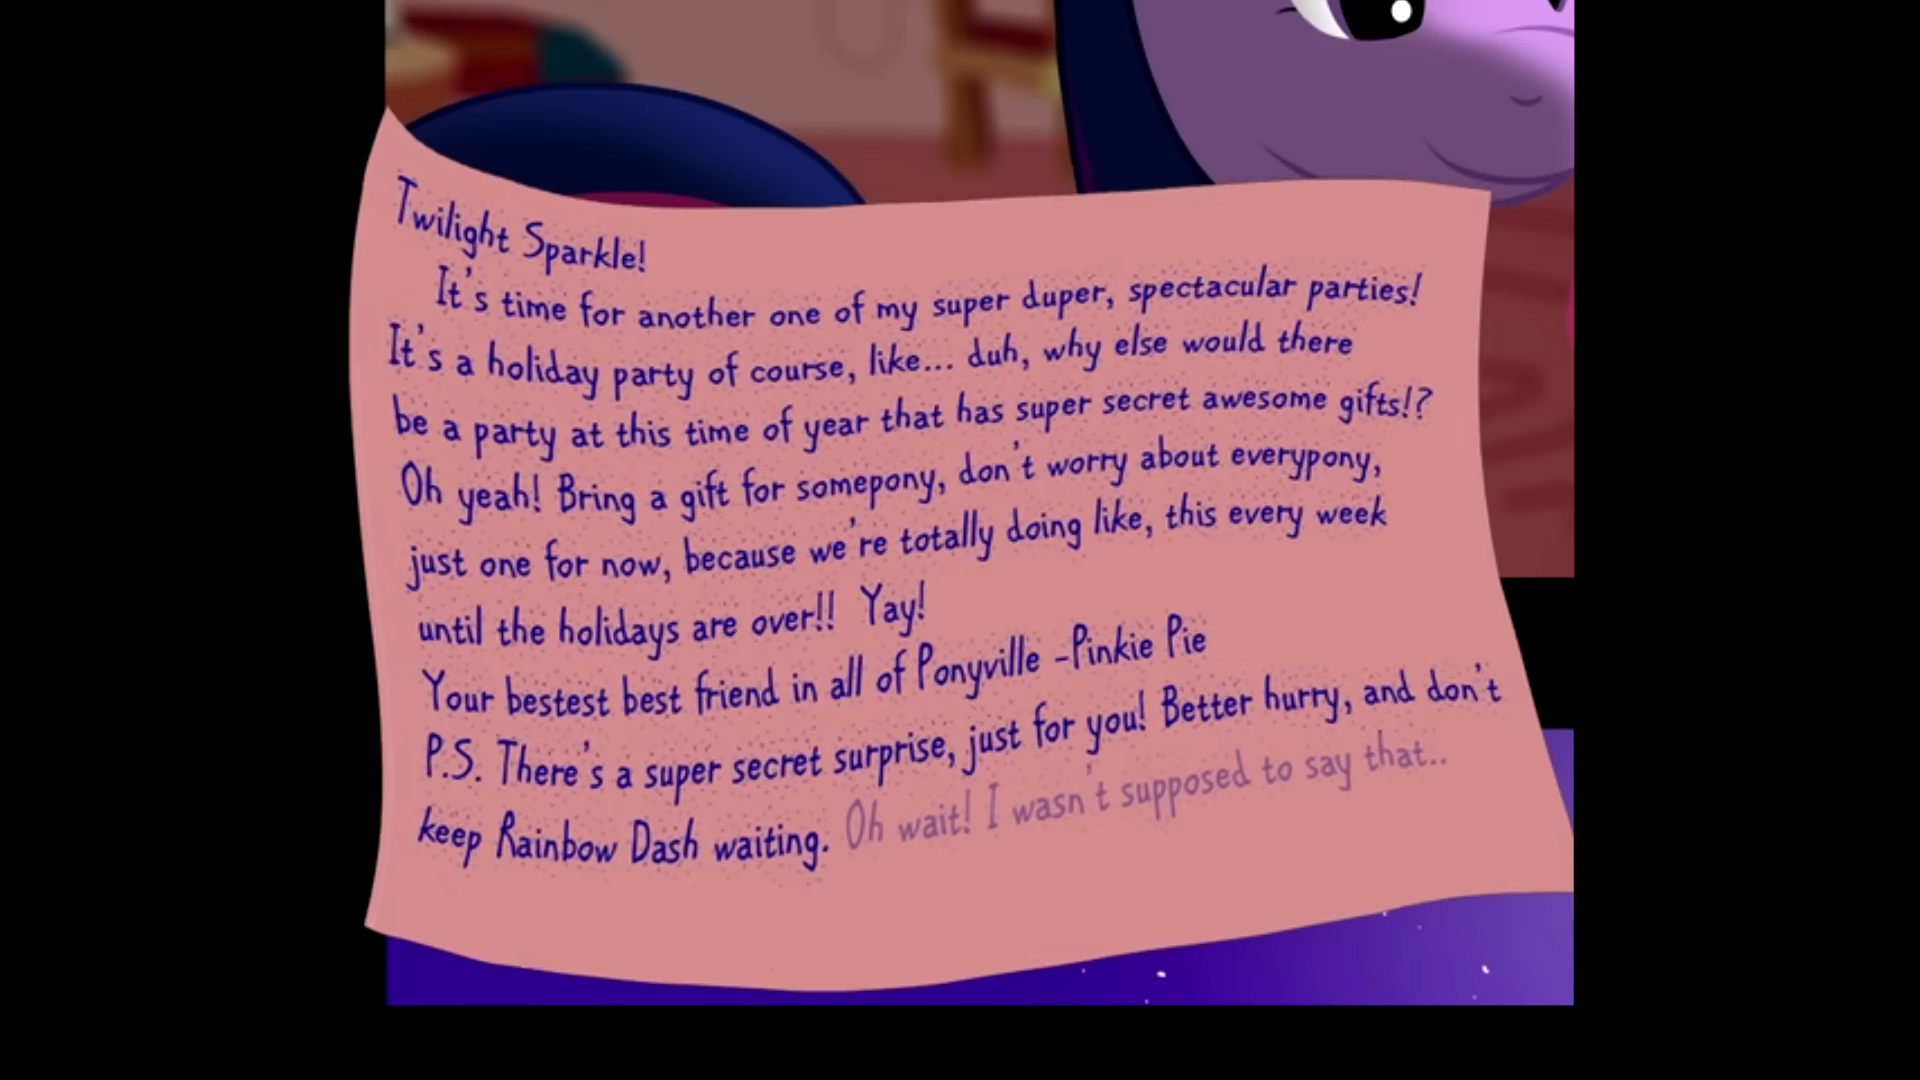 Twilight Sparkle!
It's time for another one of my super duper, spectacular parties!
It's a holiday party of course, like... duh, why else would there
be a party at this time of year that has super secret awesome gifts!?
Oh yeah! Bring a gift for somepony, don't worry about everypony,
just one for now, because we're totally doing like, this every week
until the holidays are over!! Yay!
Your bestest best friend in all of Ponyville -Pinkie Pie
P.S. There's a super secret surprise, just for you! Better hurry, and don't
keep Rainbow Dash waiting. Oh wait! I wasn't supposed to say that..